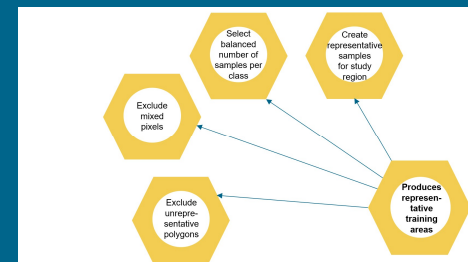 Select
balanced
number of
samples per
class
Create
representative
samples
for study
region
Exclude
mixed
pixels
Exclude
unrepre-
sentative
polygons
Produces
represen-
tative
training
areas